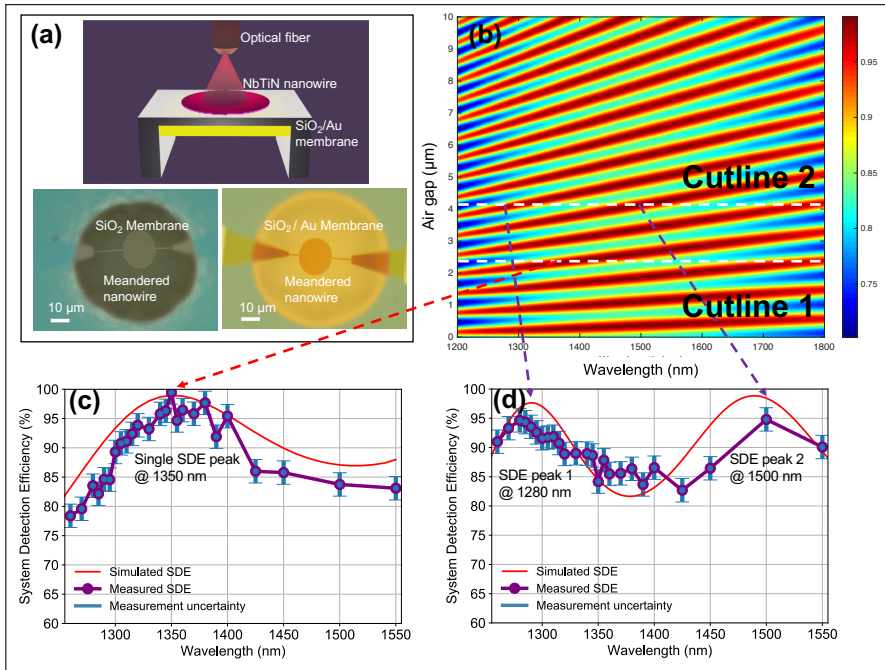 (a)
Optical fiber
NbTiN nanowire
SiO₂/Au
membrane
SiO₂ Membrane
Meandered
nanowire
10 µm
SiO₂ / Au Membrane
Meandered
nanowire
10 µm
(b)
10
9
8
7
6
5
4
3
2
1
0
Air gap (µm)
Cutline 2
Cutline 1
1200
1300
1400
1500
1600
1700
1800
Wavelength (nm)
0.95
0.9
0.85
0.8
0.75
(c)
100
95
90
85
80
75
70
65
60
System Detection Efficiency (%)
Single SDE peak
@ 1350 nm
Simulated SDE
Measured SDE
Measurement uncertainty
1300
1350
1400
1450
1500
1550
Wavelength (nm)
(d)
100
95
90
85
80
75
70
65
60
System Detection Efficiency (%)
SDE peak 1
@ 1280 nm
SDE peak 2
@ 1500 nm
Simulated SDE
Measured SDE
Measurement uncertainty
1300
1350
1400
1450
1500
1550
Wavelength (nm)